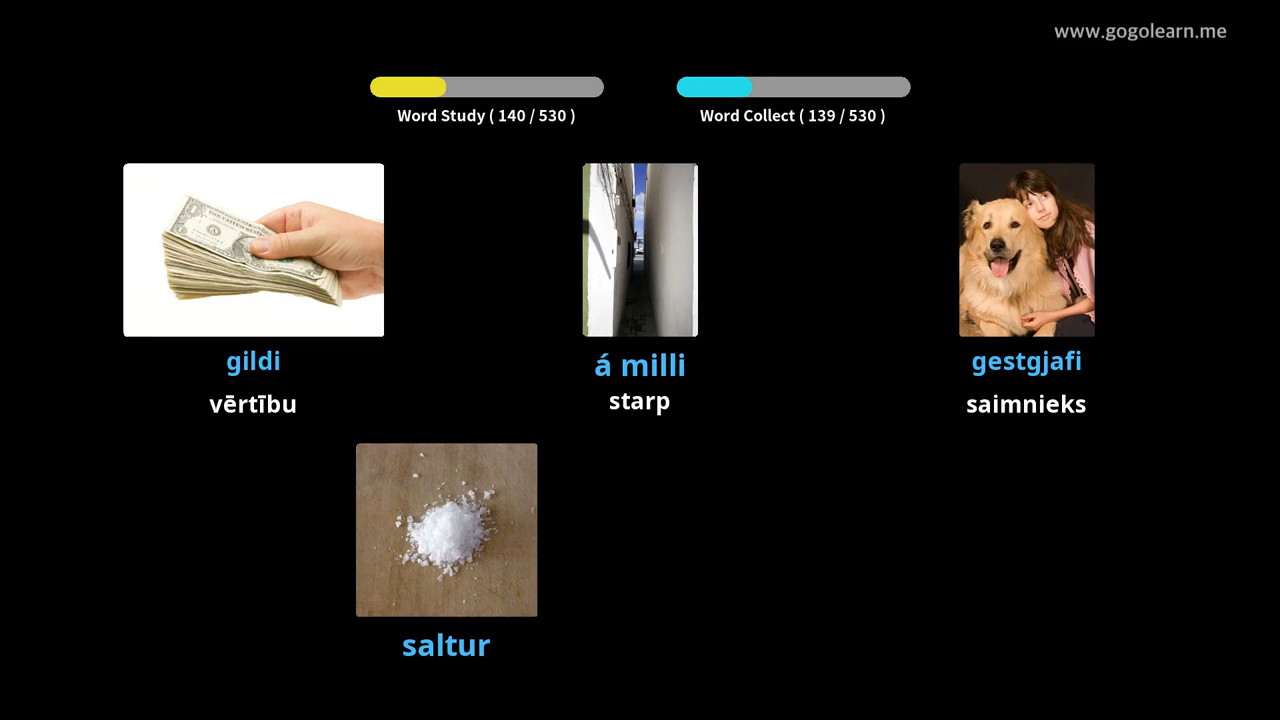 www.gogolearn.me
Word Study ( 140 / 530 )
Word Collect ( 139 / 530 )
gildi
á milli
gestgjafi
vērtību
starp
saimnieks
saltur